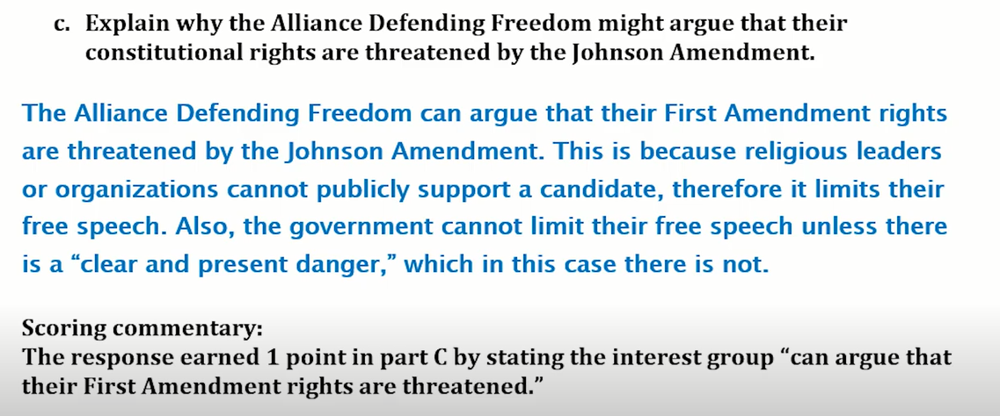 c. Explain why the Alliance Defending Freedom might argue that their
constitutional rights are threatened by the Johnson Amendment.
The Alliance Defending Freedom can argue that their First Amendment rights
are threatened by the Johnson Amendment. This is because religious leaders
or organizations cannot publicly support a candidate, therefore it limits their
free speech. Also, the government cannot limit their free speech unless there
is a “clear and present danger,” which in this case there is not.
Scoring commentary:
The response earned 1 point in part C by stating the interest group “can argue that
their First Amendment rights are threatened.”